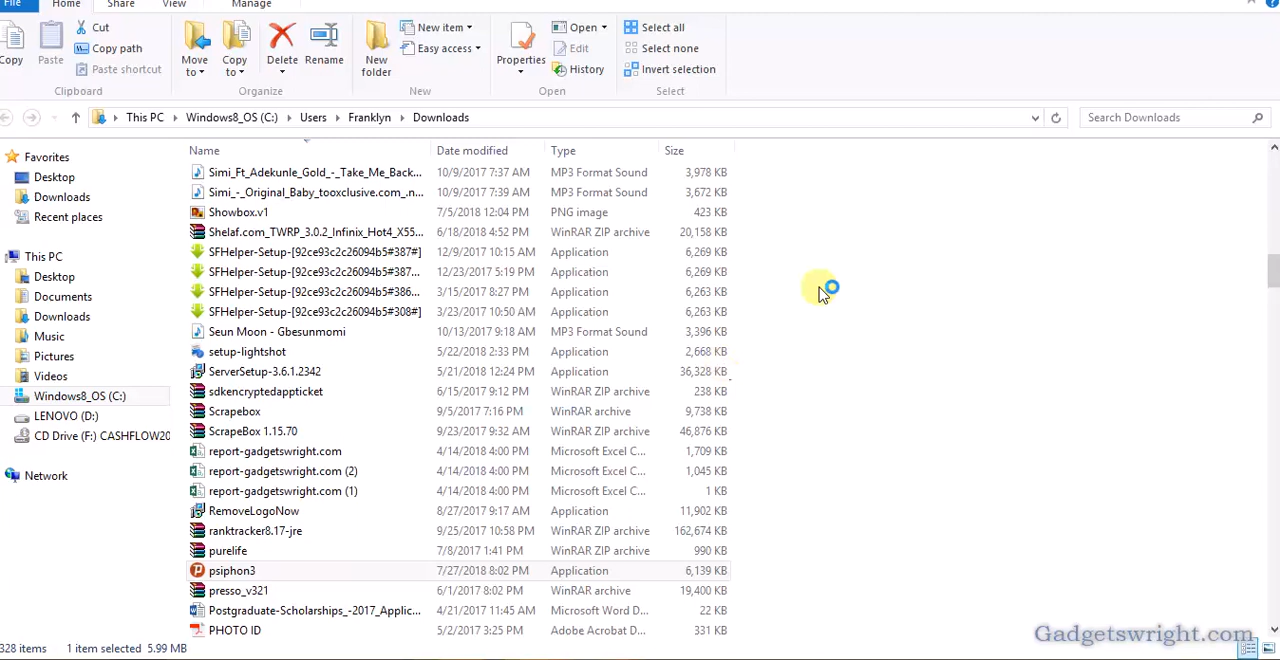 File Home Share View Manage
Copy Paste Cut Copy path Paste shortcut Move to Copy to Delete Rename New folder New item Easy access Properties Open Edit History Select all Select none Invert selection
Clipboard Organize New Open Select
This PC Windows8_OS (C:) Users Franklyn Downloads Search Downloads
Name Date modified Type Size
Favorites
Desktop
Downloads
Recent places
This PC
Desktop
Documents
Downloads
Music
Pictures
Videos
Windows8_OS (C:)
LENOVO (D:)
CD Drive (F:) CASHFLOW20
Network
Simi_Ft_Adekunle_Gold_-_Take_Me_Back... 10/9/2017 7:37 AM MP3 Format Sound 3,978 KB
Simi_-_Original_Baby_tooxclusive.com_.n... 10/9/2017 7:39 AM MP3 Format Sound 3,672 KB
Showbox.v1 7/5/2018 12:04 PM PNG image 423 KB
Shelaf.com_TWRP_3.0.2_Infinix_Hot4_X55... 6/18/2018 4:52 PM WinRAR ZIP archive 20,158 KB
SFHelper-Setup-[92ce93c2c26094b5#387#] 12/9/2017 10:15 AM Application 6,269 KB
SFHelper-Setup-[92ce93c2c26094b5#387... 12/23/2017 5:19 PM Application 6,269 KB
SFHelper-Setup-[92ce93c2c26094b5#386... 3/15/2017 8:27 PM Application 6,263 KB
SFHelper-Setup-[92ce93c2c26094b5#308#] 3/23/2017 10:50 AM Application 6,263 KB
Seun Moon - Gbesunmomi 10/13/2017 9:18 AM MP3 Format Sound 3,396 KB
setup-lightshot 5/22/2018 2:33 PM Application 2,668 KB
ServerSetup-3.6.1.2342 5/21/2018 12:24 PM Application 36,328 KB
sdkencryptedappticket 6/15/2017 9:12 PM WinRAR ZIP archive 238 KB
Scrapebox 9/5/2017 7:16 PM WinRAR archive 9,738 KB
ScrapeBox 1.15.70 9/23/2017 9:32 AM WinRAR ZIP archive 46,876 KB
report-gadgetswright.com 4/14/2018 4:00 PM Microsoft Excel C... 1,709 KB
report-gadgetswright.com (2) 4/14/2018 4:00 PM Microsoft Excel C... 1,045 KB
report-gadgetswright.com (1) 4/14/2018 4:00 PM Microsoft Excel C... 1 KB
RemoveLogoNow 8/27/2017 9:17 AM Application 11,902 KB
ranktracker8.17-jre 9/25/2017 10:58 PM WinRAR ZIP archive 162,674 KB
purelife 7/8/2017 1:41 PM WinRAR ZIP archive 990 KB
psiphon3 7/27/2018 8:02 PM Application 6,139 KB
presso_v321 6/1/2017 8:02 PM WinRAR archive 19,400 KB
Postgraduate-Scholarships_-2017_Applic... 4/21/2017 11:45 AM Microsoft Word D... 22 KB
PHOTO ID 5/2/2017 3:25 PM Adobe Acrobat D... 331 KB
328 items 1 item selected 5.99 MB
Gadgetswright.com